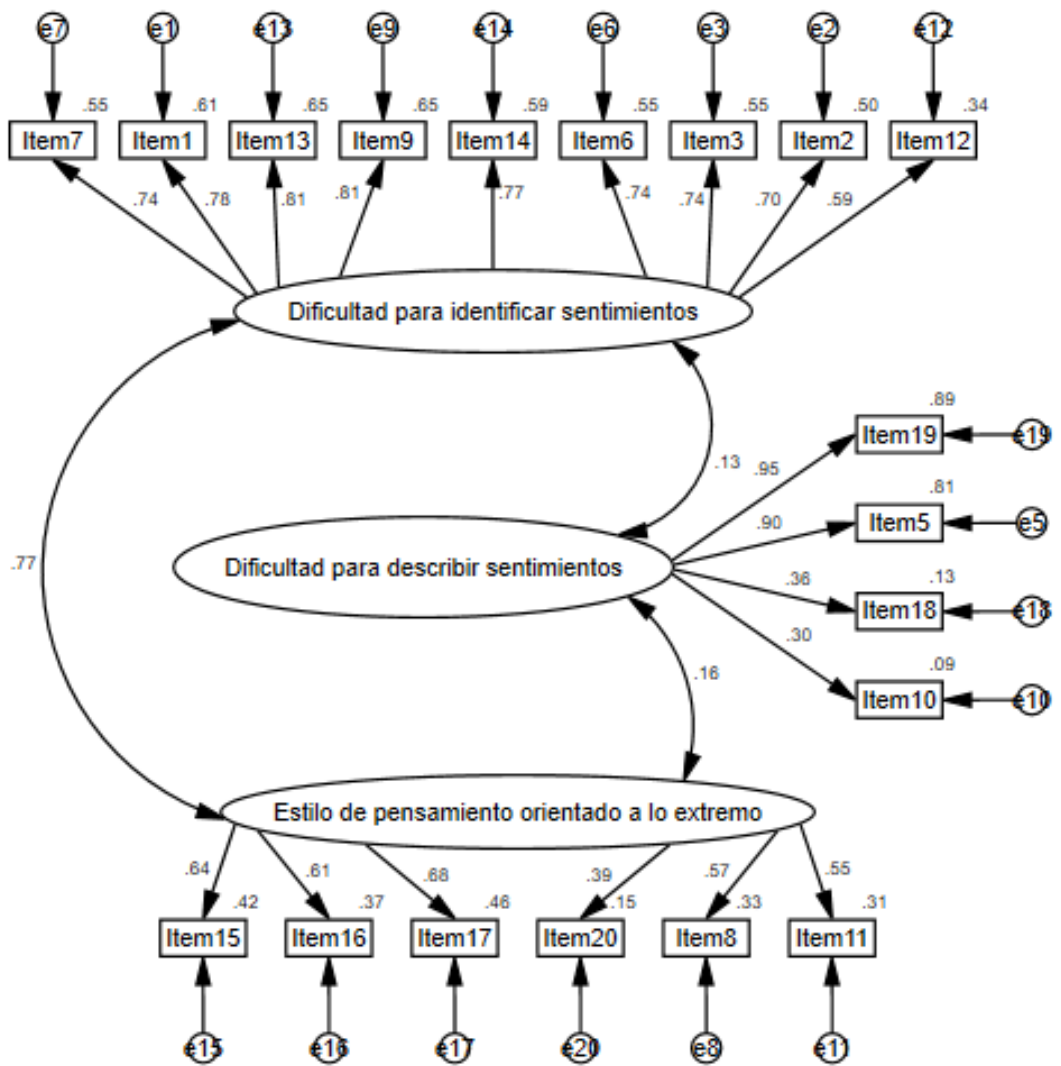 e7 e1 e13 e9 e14 e6 e3 e2 e12
.55 .61 .65 .65 .59 .55 .55 .50 .34
Item7 Item1 Item13 Item9 Item14 Item6 Item3 Item2 Item12
.74 .78 .81 .81 .77 .74 .74 .70 .59
Dificultad para identificar sentimientos
.89
Item19 e19
.13 .95
.81
.90 Item5 e5
Dificultad para describir sentimientos
.77
.36 .13
Item18 e18
.30
.09
.16
Item10 e10
Estilo de pensamiento orientado a lo extremo
.64 .61 .68 .39 .57 .55
.42 .37 .46 .15 .33 .31
Item15 Item16 Item17 Item20 Item8 Item11
e15 e16 e17 e20 e8 e11